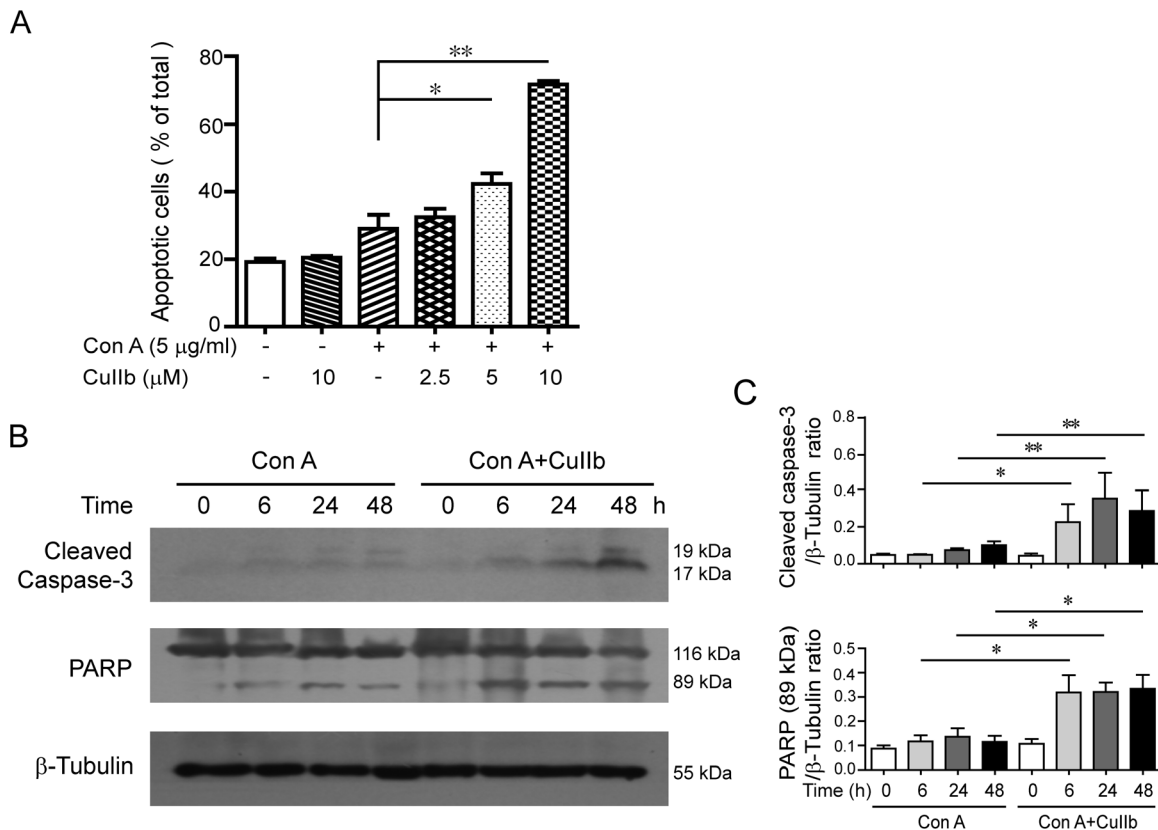 A
Apoptotic cells ( % of total )
80
60
40
20
0
**
*
Con A (5 μg/ml) - - + + + +
CuIIb (μM) - 10 - 2.5 5 10
B
Con A Con A+CuIIb
Time 0 6 24 48 0 6 24 48 h
Cleaved
Caspase-3
19 kDa
17 kDa
PARP
116 kDa
89 kDa
β-Tubulin
55 kDa
C
Cleaved caspase-3
/β-Tubulin ratio
0.8
0.6
0.4
0.2
0.0
**
**
*
PARP (89 kDa)
/β-Tubulin ratio
0.5
0.4
0.3
0.2
0.1
0.0
*
*
*
Time (h) 0 6 24 48 0 6 24 48
Con A Con A+CuIIb